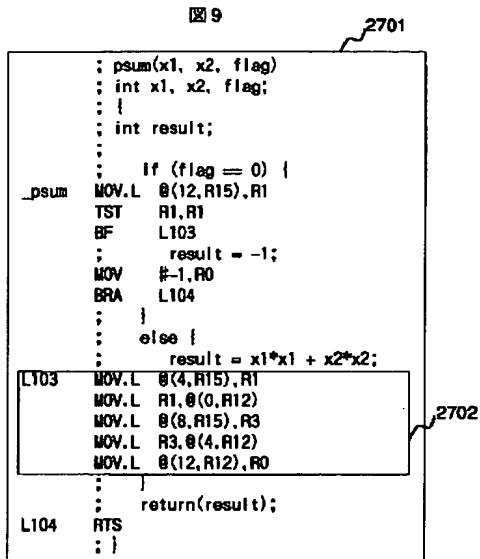 図9
2701
; psum(x1, x2, flag)
; int x1, x2, flag;
; {
; int result;
;
; if (flag == 0) {
_psum MOV.L @(12,R15),R1
TST R1,R1
BF L103
; result = -1;
MOV #-1,R0
BRA L104
; }
; else {
; result = x1*x1 + x2*x2;
L103 MOV.L @(4,R15),R1
MOV.L R1,@(0,R12)
MOV.L @(8,R15),R3
MOV.L R3,@(4,R12)
MOV.L @(12,R12),R0
2702
; }
; return(result);
L104 RTS
; }